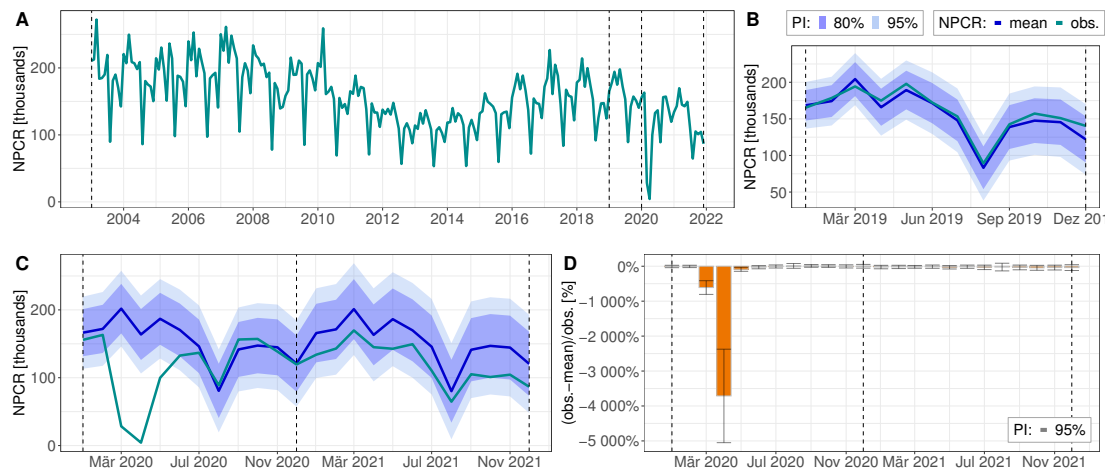 A
NPCR [thousands]
200
100
0
2004 2006 2008 2010 2012 2014 2016 2018 2020 2022
B
PI: 80% 95% NPCR: mean obs.
NPCR [thousands]
200
150
100
50
Mär 2019 Jun 2019 Sep 2019 Dez 201
C
NPCR [thousands]
200
100
0
Mär 2020 Jul 2020 Nov 2020 Mär 2021 Jul 2021 Nov 2021
D
(obs.−mean)/obs. [%]
0%
−1 000%
−2 000%
−3 000%
−4 000%
−5 000%
PI: 95%
Mär 2020 Jul 2020 Nov 2020 Mär 2021 Jul 2021 Nov 2021